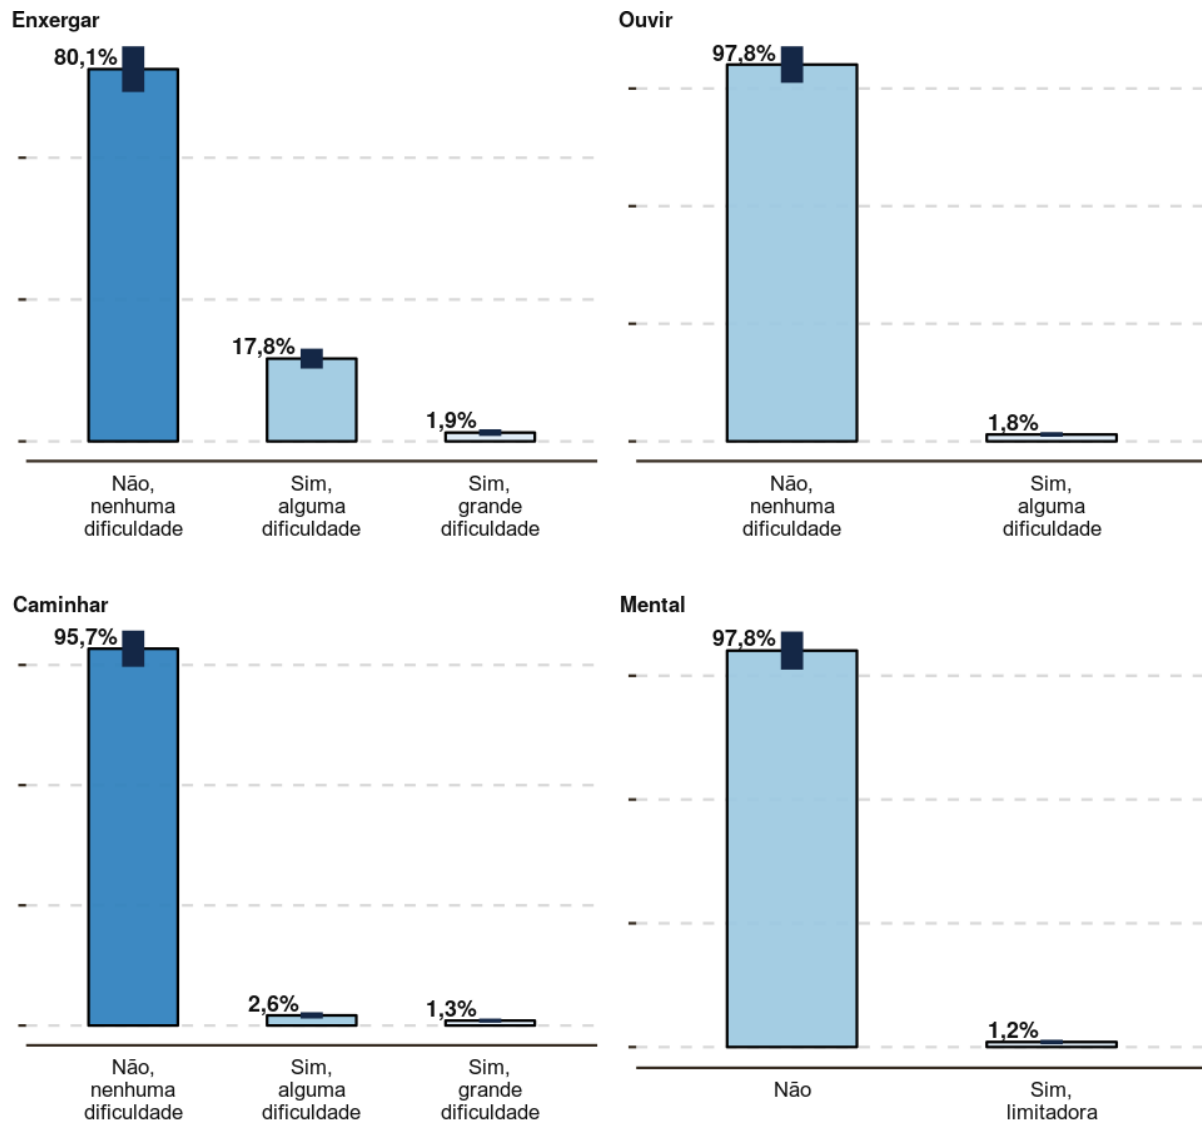 Enxergar
80,1%
17,8%
1,9%
Não,
nenhuma
dificuldade
Sim,
alguma
dificuldade
Sim,
grande
dificuldade
Ouvir
97,8%
1,8%
Não,
nenhuma
dificuldade
Sim,
alguma
dificuldade
Caminhar
95,7%
2,6%
1,3%
Não,
nenhuma
dificuldade
Sim,
alguma
dificuldade
Sim,
grande
dificuldade
Mental
97,8%
1,2%
Não
Sim,
limitadora